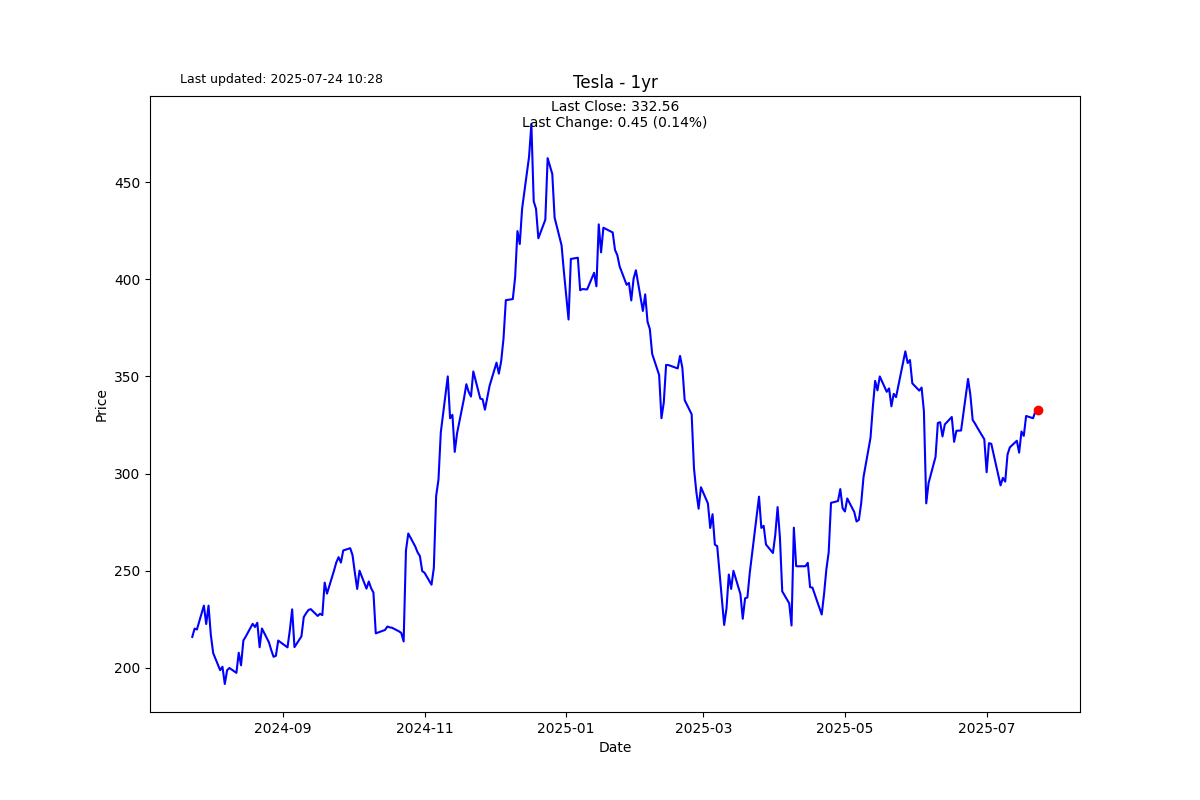 Last updated: 2025-07-24 10:28
Tesla - 1yr
Last Close: 332.56
Last Change: 0.45 (0.14%)
Price
450
400
350
300
250
200
2024-09
2024-11
2025-01
2025-03
2025-05
2025-07
Date